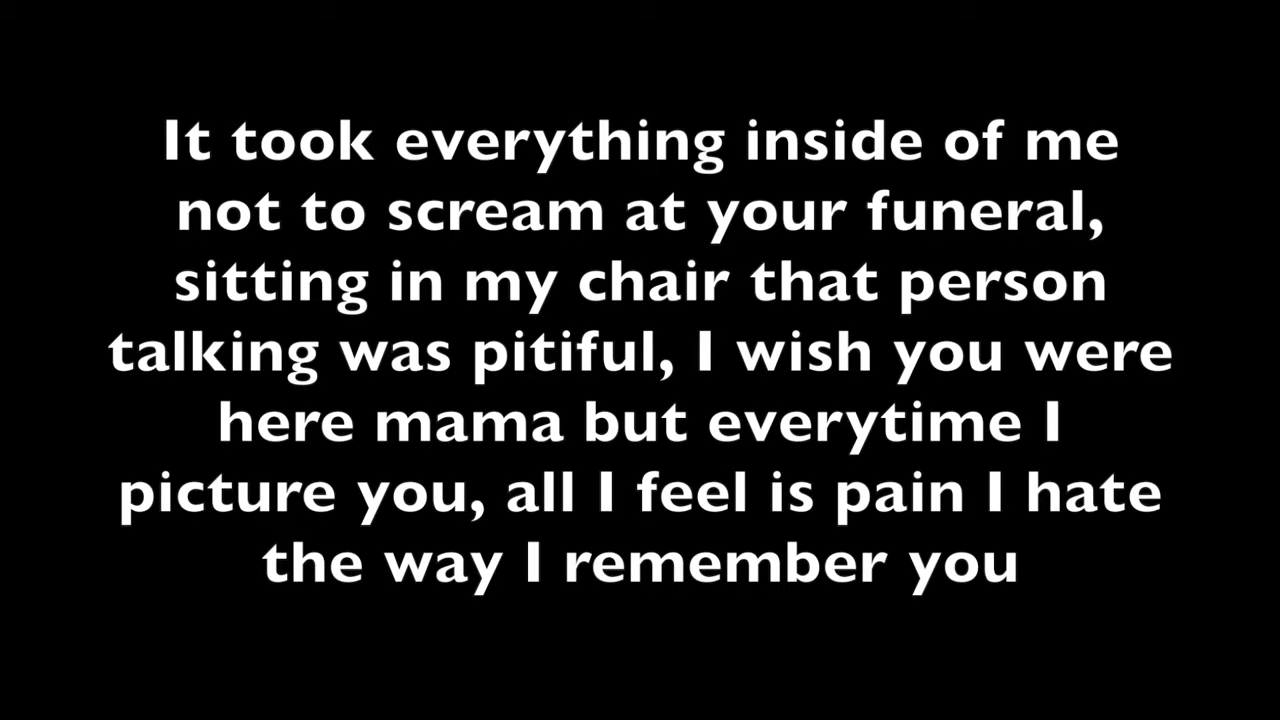 It took everything inside of me
not to scream at your funeral,
sitting in my chair that person
talking was pitiful, I wish you were
here mama but everytime I
picture you, all I feel is pain I hate
the way I remember you